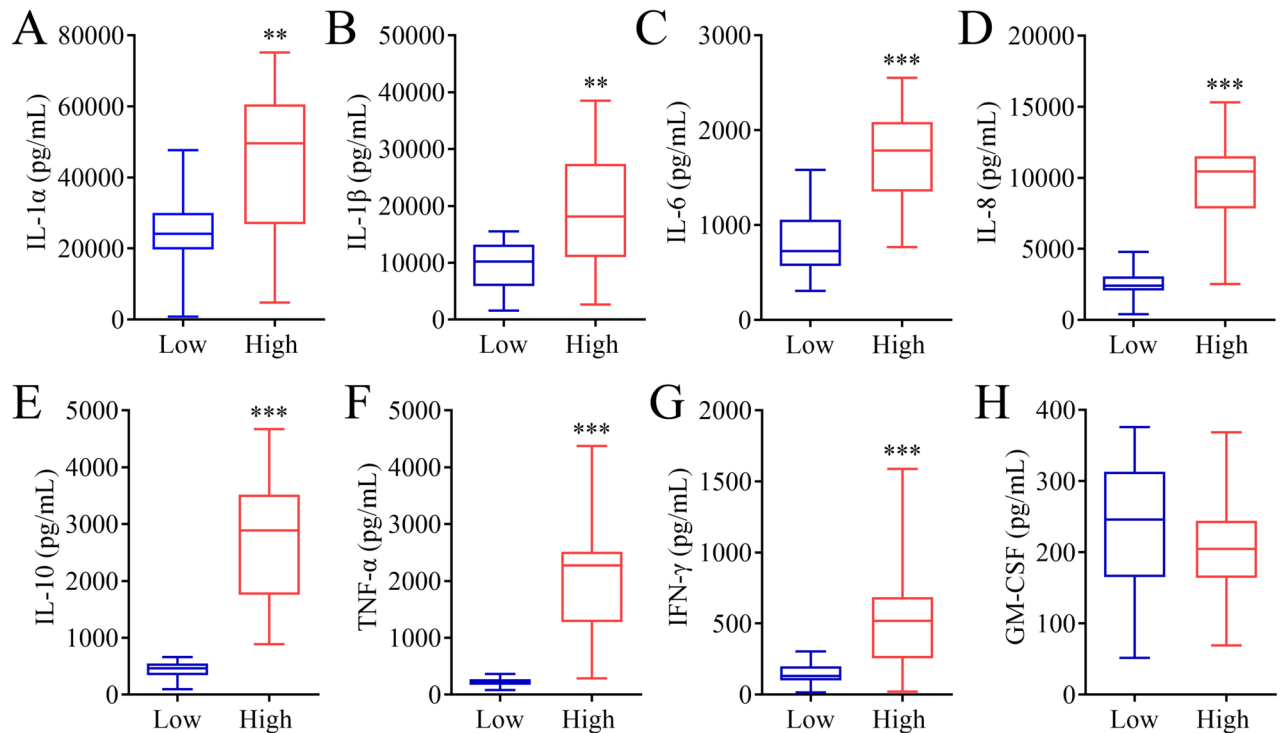 A
IL-1α (pg/mL)
80000
60000
40000
20000
0
**
Low
High
B
IL-1β (pg/mL)
50000
40000
30000
20000
10000
0
**
Low
High
C
IL-6 (pg/mL)
3000
2000
1000
0
***
Low
High
D
IL-8 (pg/mL)
20000
15000
10000
5000
0
***
Low
High
E
IL-10 (pg/mL)
5000
4000
3000
2000
1000
0
***
Low
High
F
TNF-α (pg/mL)
5000
4000
3000
2000
1000
0
***
Low
High
G
IFN-γ (pg/mL)
2000
1500
1000
500
0
***
Low
High
H
GM-CSF (pg/mL)
400
300
200
100
0
Low
High